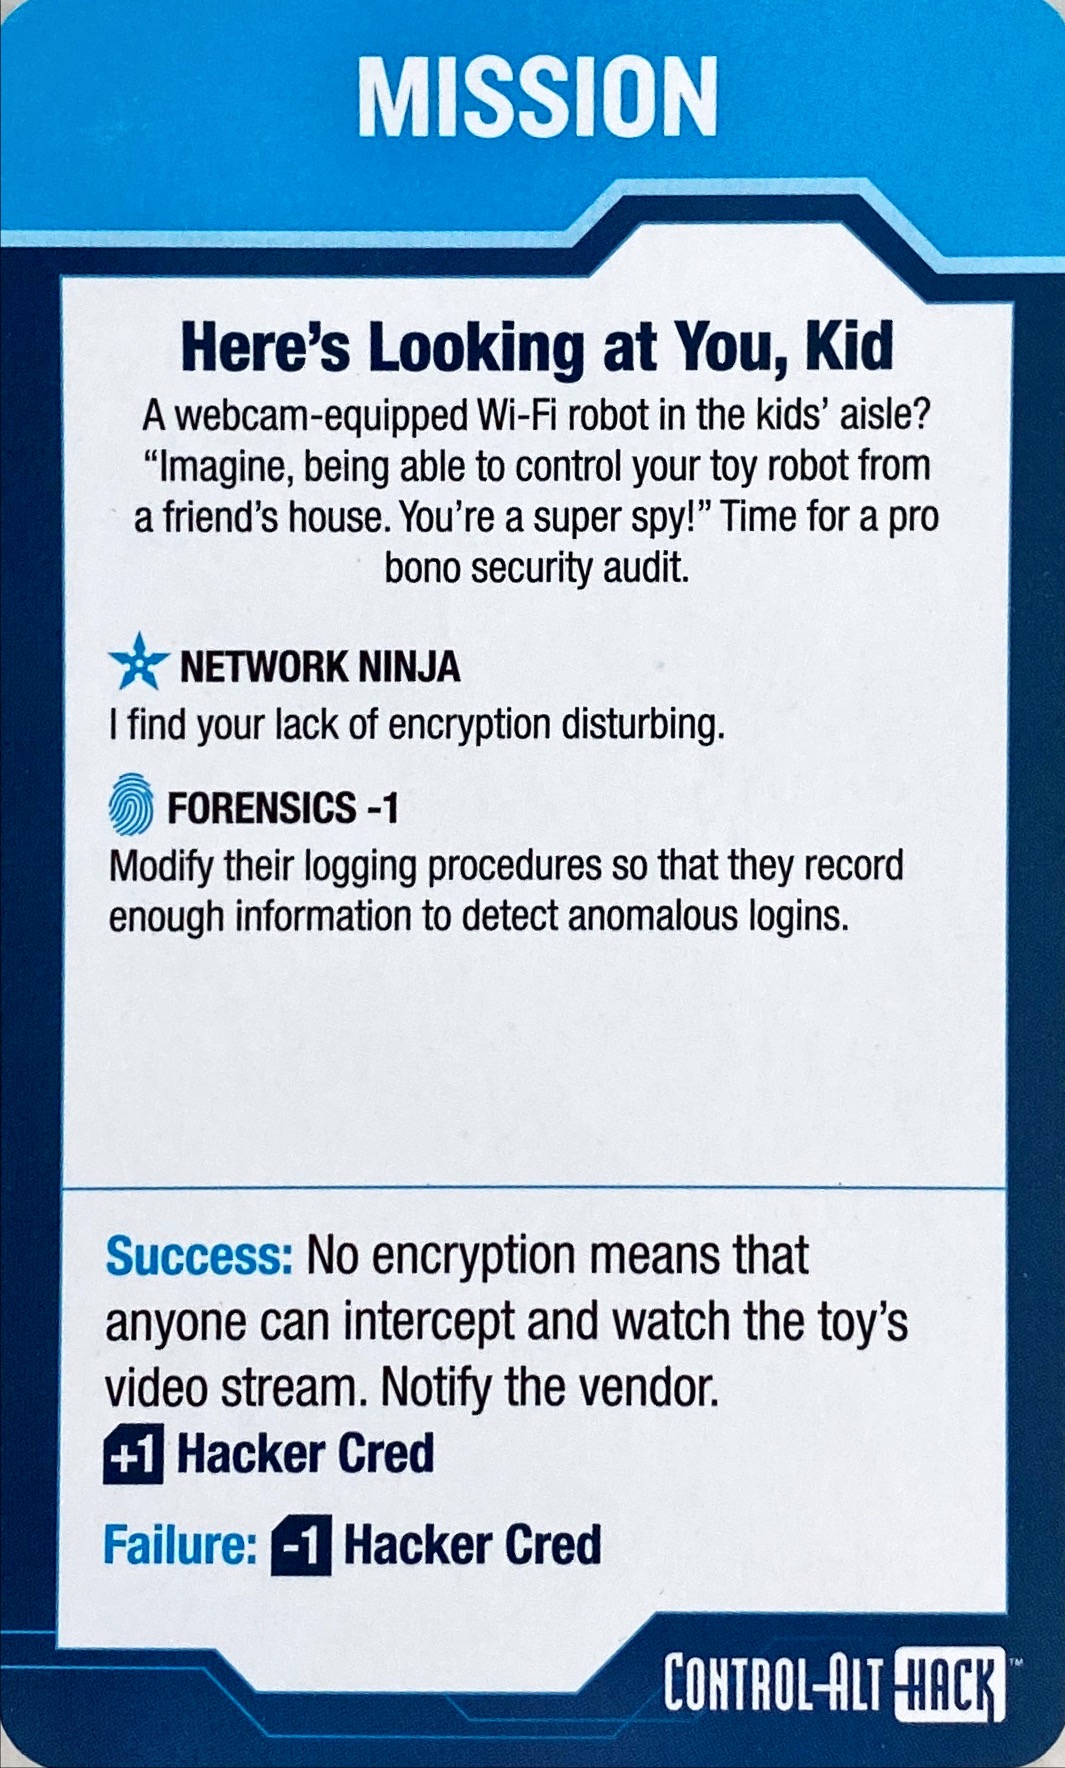 MISSION
Here's Looking at You, Kid
A webcam-equipped Wi-Fi robot in the kids' aisle?
“Imagine, being able to control your toy robot from
a friend's house. You're a super spy!” Time for a pro
bono security audit.
NETWORK NINJA
I find your lack of encryption disturbing.
FORENSICS -1
Modify their logging procedures so that they record
enough information to detect anomalous logins.
Success: No encryption means that
anyone can intercept and watch the toy's
video stream. Notify the vendor.
+1 Hacker Cred
Failure: -1 Hacker Cred
CONTROL-ALT-HACK™